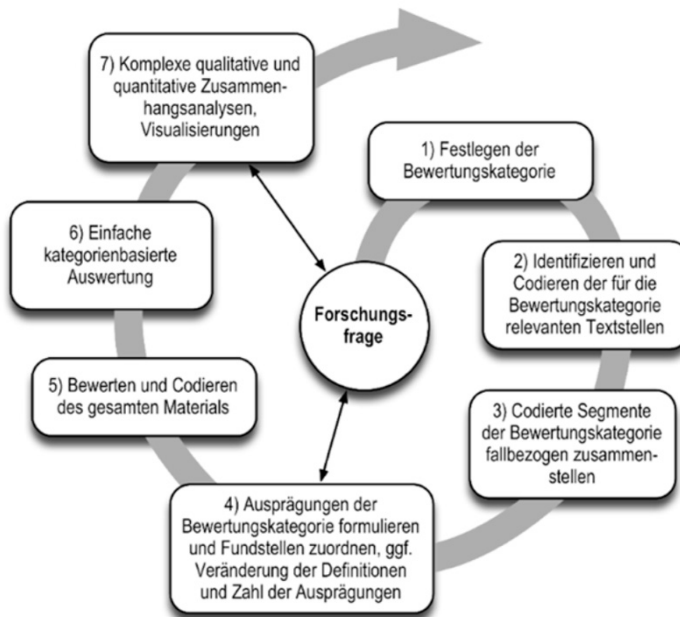 Forschungs-
frage
1) Festlegen der
Bewertungskategorie
2) Identifizieren und
Codieren der für die
Bewertungskategorie
relevanten Textstellen
3) Codierte Segmente
der Bewertungskategorie
fallbezogen zusammen-
stellen
4) Ausprägungen der
Bewertungskategorie formulieren
und Fundstellen zuordnen, ggf.
Veränderung der Definitionen
und Zahl der Ausprägungen
5) Bewerten und Codieren
des gesamten Materials
6) Einfache
kategorienbasierte
Auswertung
7) Komplexe qualitative und
quantitative Zusammen-
hangsanalysen,
Visualisierungen